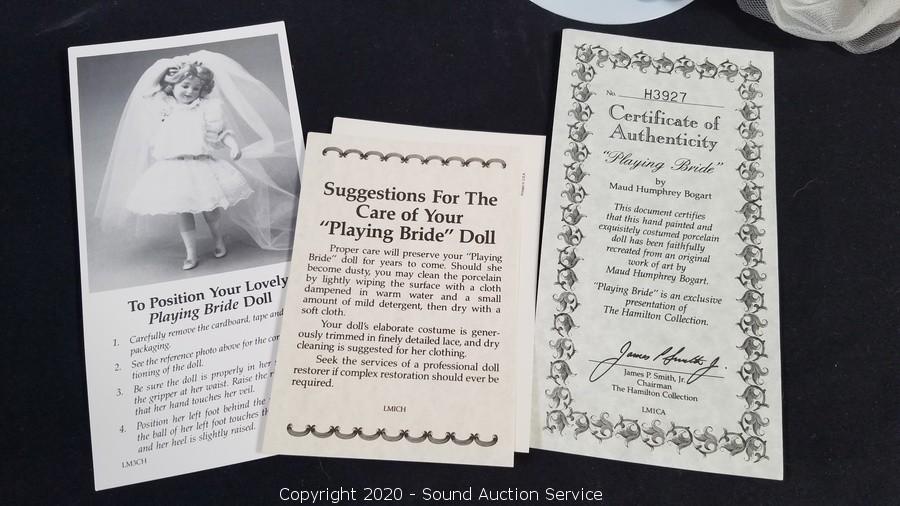 To Position Your Lovely
Playing Bride Doll
1. Carefully remove the cardboard, tape and
packaging.
2. See the reference photo above for the cor
tioning of the doll.
3. Be sure the doll is properly in her
the gripper at her waist. Raise the
that her hand touches her veil.
4. Position her left foot behind the
the ball of her left foot touches
and her heel is slightly raised.
LM3CH
Suggestions For The
Care of Your
"Playing Bride" Doll
Proper care will preserve your "Playing
Bride" doll for years to come. Should she
become dusty, you may clean the porcelain
by lightly wiping the surface with a cloth
dampened in warm water and a small
amount of mild detergent, then dry with a
soft cloth.
Your doll's elaborate costume is gener-
ously trimmed in finely detailed lace, and dry
cleaning is suggested for her clothing.
Seek the services of a professional doll
restorer if complex restoration should ever be
required.
LM1CH
No. H3927
Certificate of
Authenticity
"Playing Bride"
by
Maud Humphrey Bogart
This document certifies
that this hand painted and
exquisitely costumed porcelain
doll has been faithfully
recreated from an original
work of art by
Maud Humphrey Bogart.
"Playing Bride" is an exclusive
presentation of
The Hamilton Collection.
James P. Smith, Jr.
James P. Smith, Jr.
Chairman
The Hamilton Collection
LM1CA
Copyright 2020 - Sound Auction Service